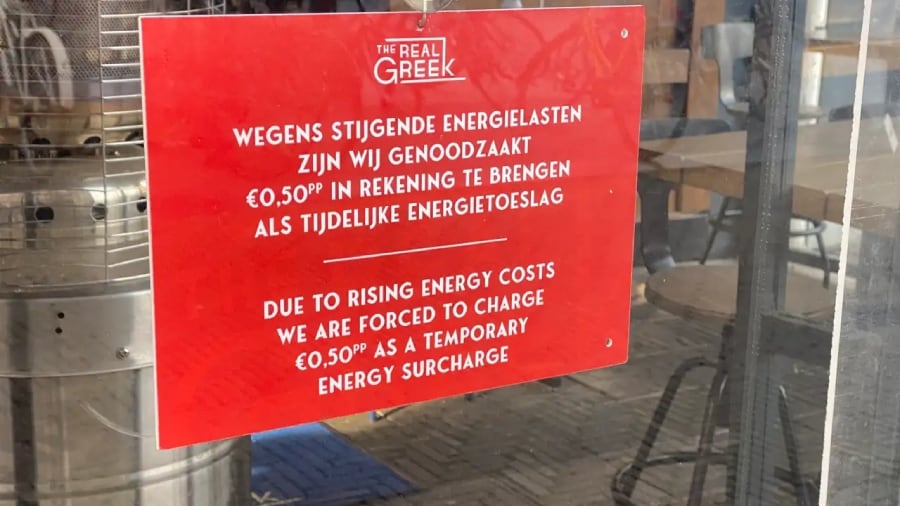 THE REAL
GREEK
WEGENS STIJGENDE ENERGIELASTEN
ZIJN WIJ GENOODZAAKT
€0,50PP IN REKENING TE BRENGEN
ALS TIJDELIJKE ENERGIETOESLAG
DUE TO RISING ENERGY COSTS
WE ARE FORCED TO CHARGE
€0,50PP AS A TEMPORARY
ENERGY SURCHARGE